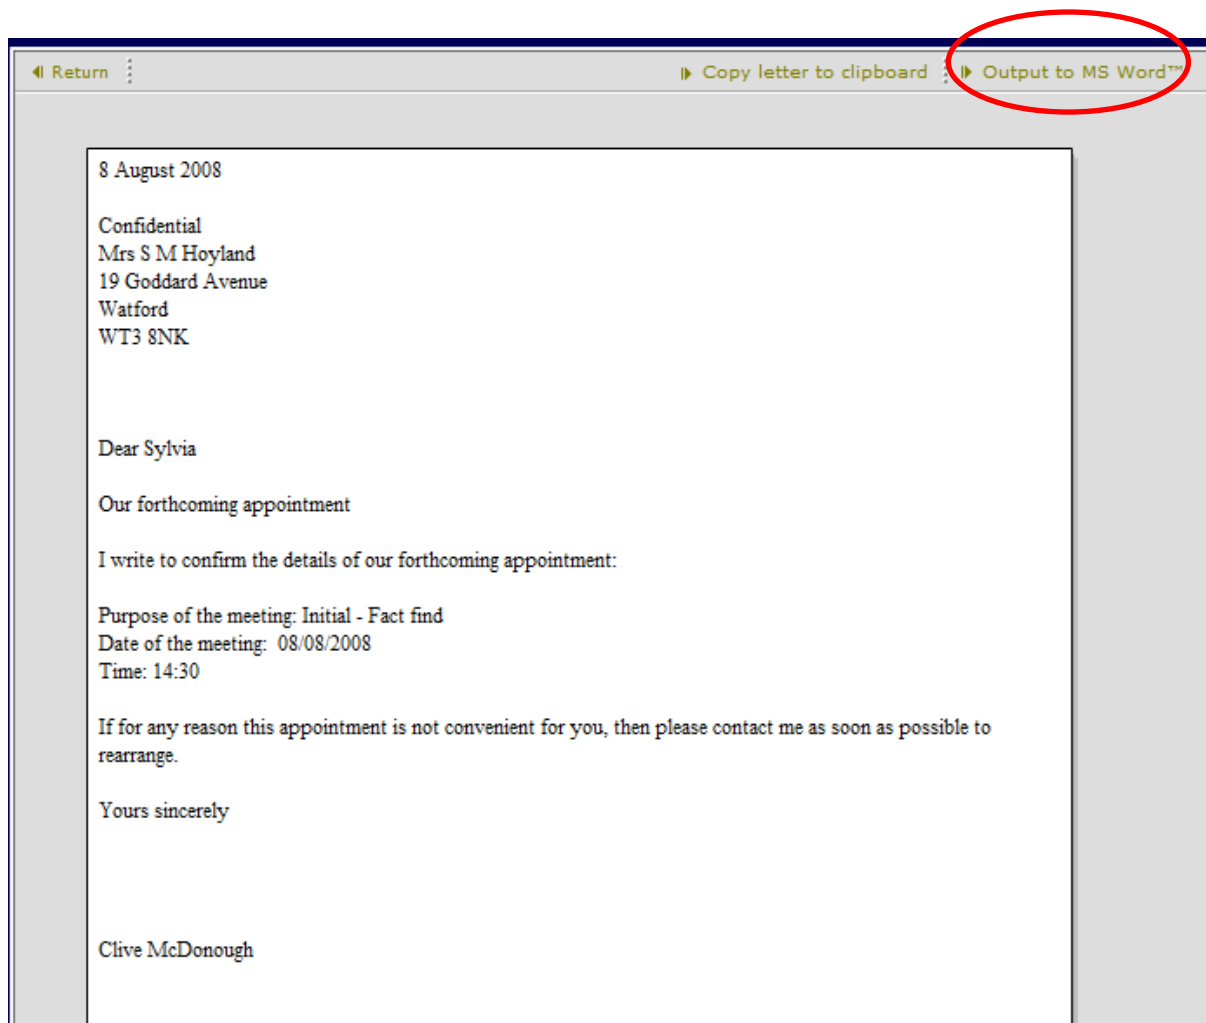 Return
Copy letter to clipboard
Output to MS Word™
8 August 2008
Confidential
Mrs S M Hoyland
19 Goddard Avenue
Watford
WT3 8NK
Dear Sylvia
Our forthcoming appointment
I write to confirm the details of our forthcoming appointment:
Purpose of the meeting: Initial - Fact find
Date of the meeting:  08/08/2008
Time: 14:30
If for any reason this appointment is not convenient for you, then please contact me as soon as possible to
rearrange.
Yours sincerely
Clive McDonough